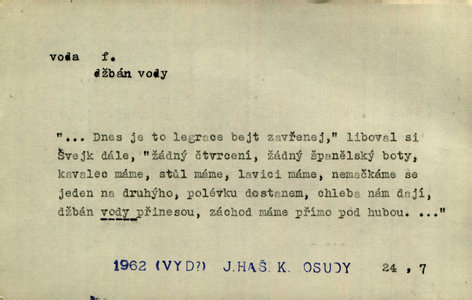 voda f.
džbán vody
"... Dnes je to legrace bejt zavřenej," liboval si
Švejk dále, "žádný čtvrcení, žádný španělský boty,
kavalec máme, stůl máme, lavici máme, nemačkáme se
jeden na druhýho, polévku dostanem, chleba nám dají,
džbán vody přinesou, záchod máme přímo pod hubou. ..."
1962 (VYD?) J.HAŠ.K. OSUDY 24,7